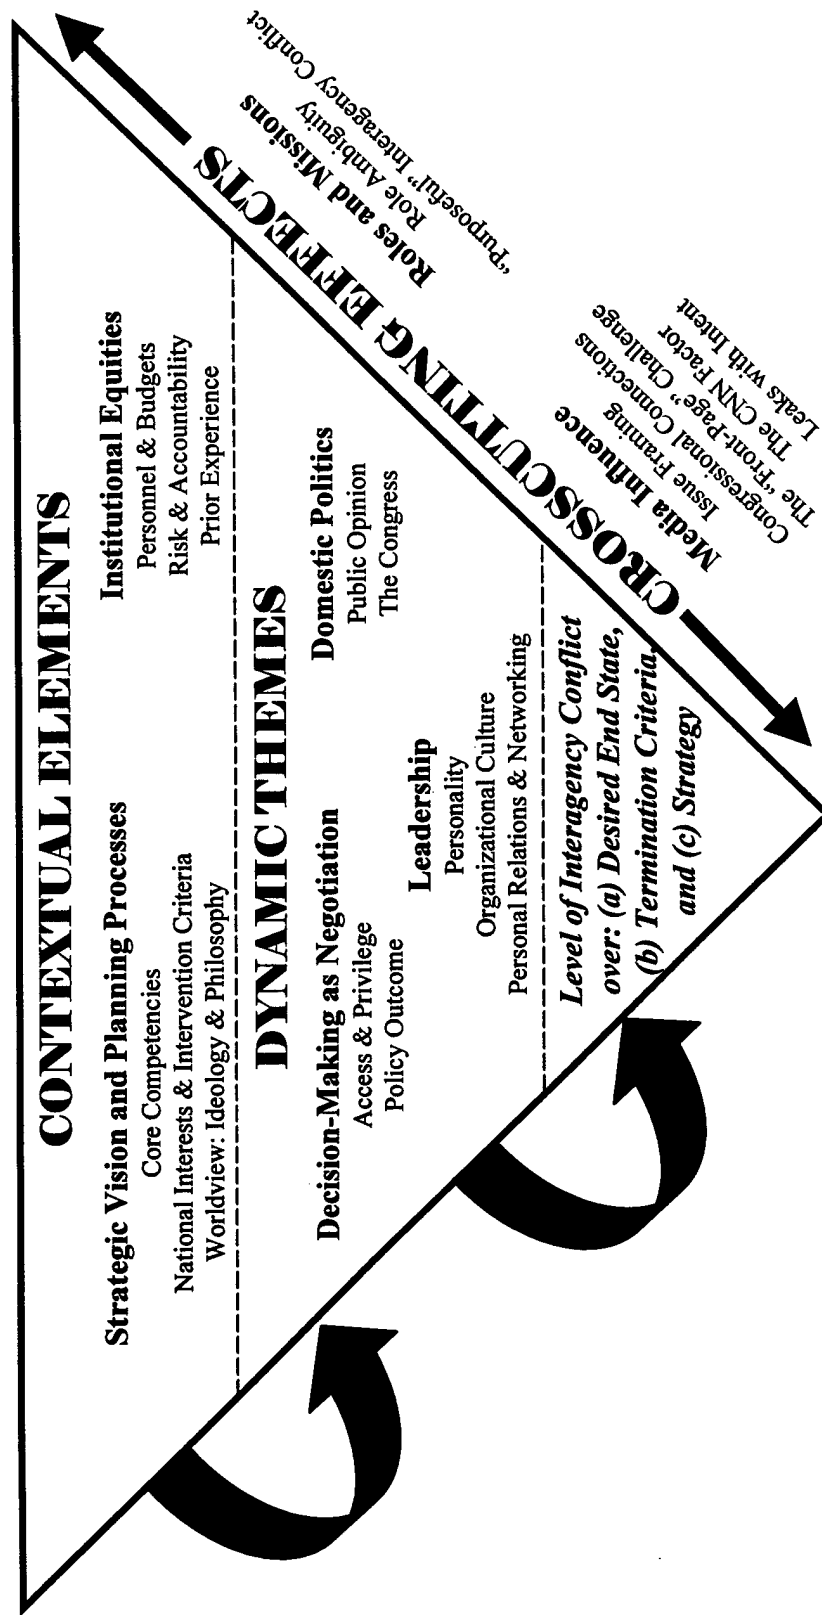 CONTEXTUAL ELEMENTS
Strategic Vision and Planning Processes
Core Competencies
National Interests & Intervention Criteria
Worldview: Ideology & Philosophy
Institutional Equities
Personnel & Budgets
Risk & Accountability
Prior Experience
DYNAMIC THEMES
Decision-Making as Negotiation
Access & Privilege
Policy Outcome
Domestic Politics
Public Opinion
The Congress
Leadership
Personality
Organizational Culture
Personal Relations & Networking
Level of Interagency Conflict
over: (a) Desired End State,
(b) Termination Criteria,
and (c) Strategy
CROSSCUTTING EFFECTS
Roles and Missions
Role Ambiguity
"Purposeful" Interagency Conflict
Media Influence
Issue Framing
Congressional Connections
The "Front-Page" Challenge
The CNN Factor
Leaks with Intent